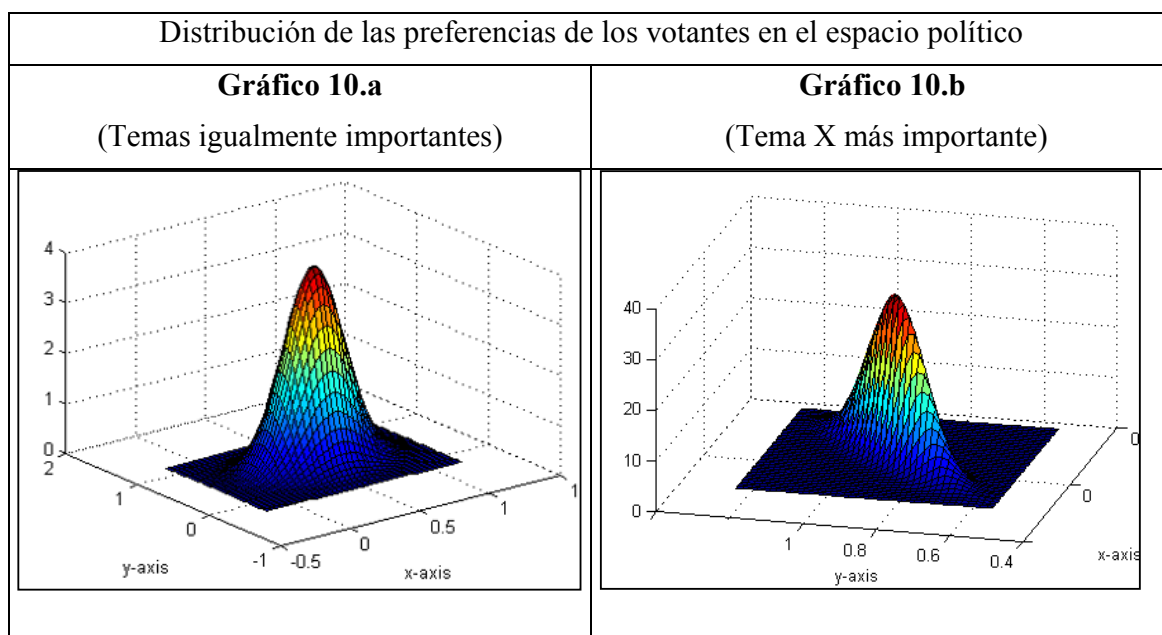 Distribución de las preferencias de los votantes en el espacio político
Gráfico 10.a
(Temas igualmente importantes)
Gráfico 10.b
(Tema X más importante)
4
3
2
1
0
2
1
0
-1
-0.5
0
0.5
1
1
y-axis
x-axis
40
30
20
10
0
1
0.8
0.6
0.4
0
0
y-axis
x-axis